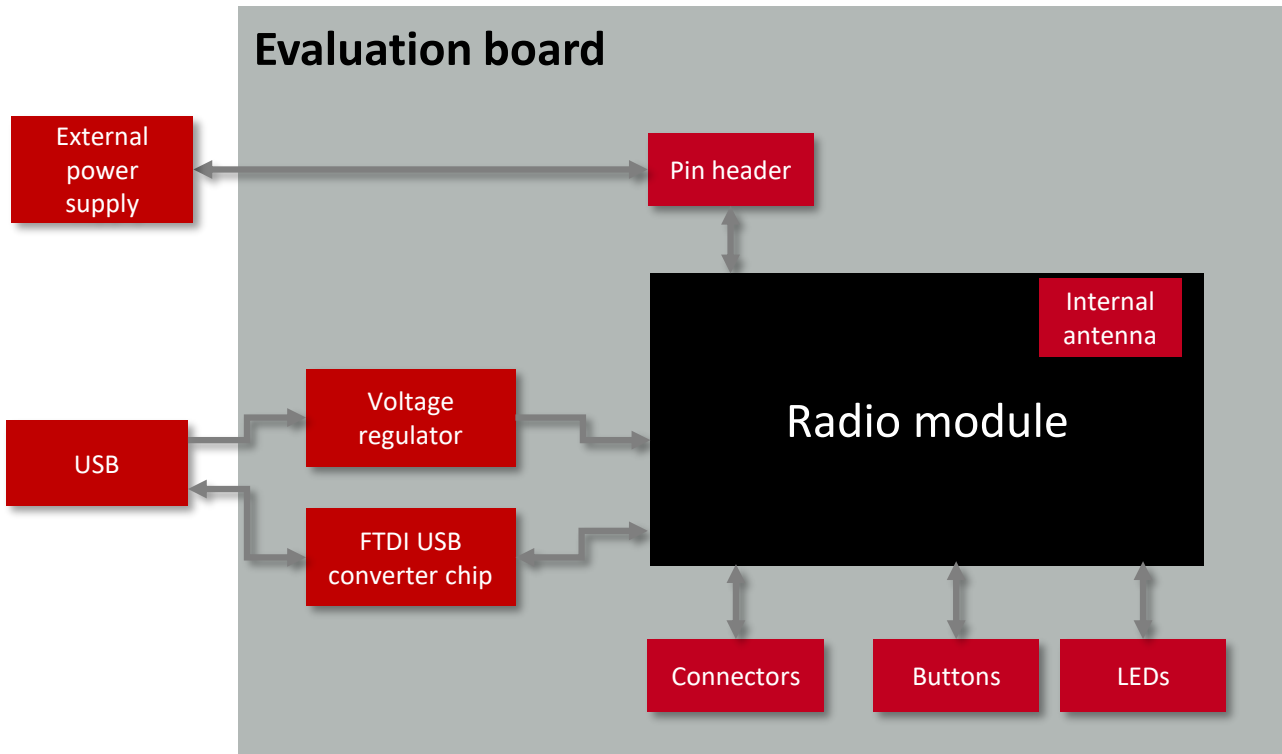 Evaluation board
External
power
supply
Pin header
Internal
antenna
Radio module
Voltage
regulator
USB
FTDI USB
converter chip
Connectors
Buttons
LEDs